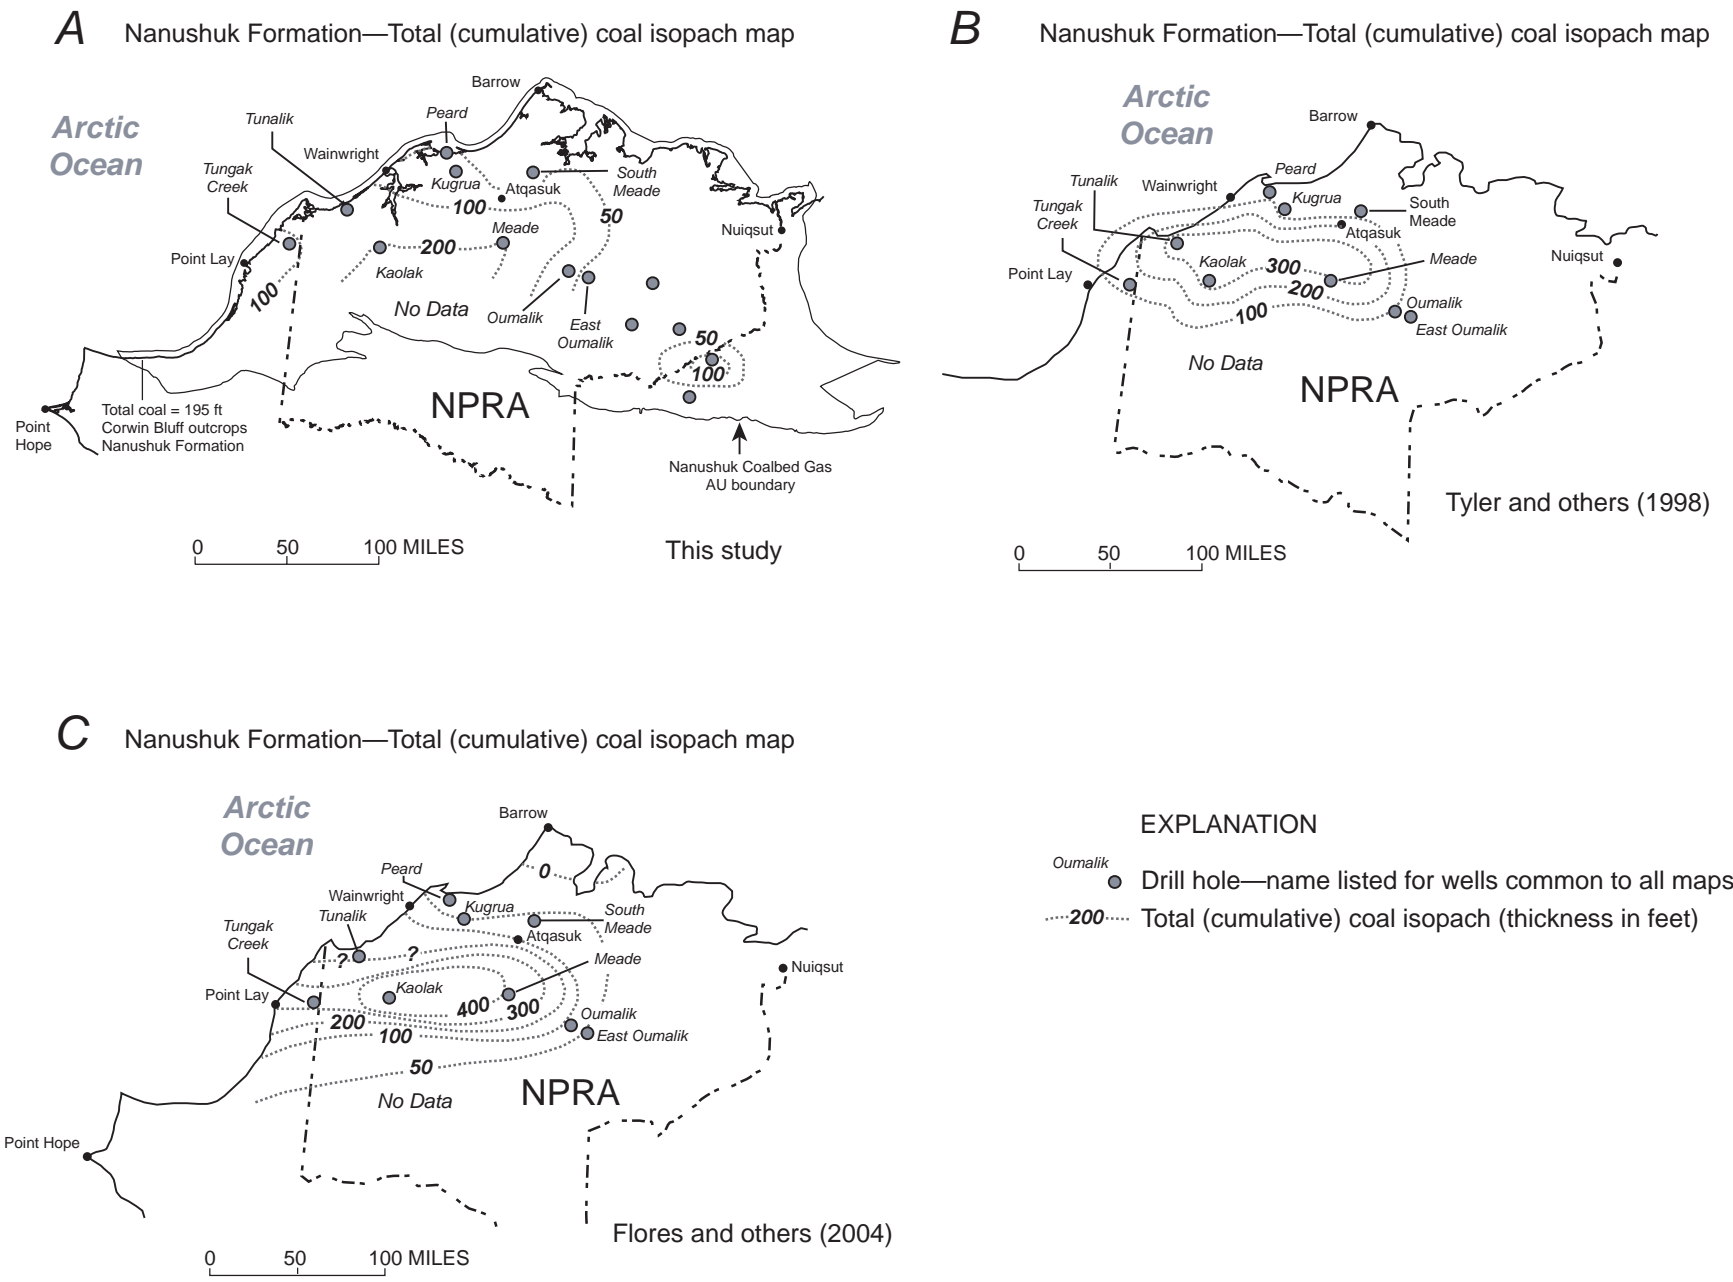 A Nanushuk Formation—Total (cumulative) coal isopach map
Arctic
Ocean
Barrow
Peard
Tunalik
Wainwright
Tungak
Creek
Kugrua
Atqasuk
South
Meade
100
50
Meade
Nuiqsut
200
Point Lay
Kaolak
100
No Data
Oumalik
East
Oumalik
50
100
NPRA
Total coal = 195 ft
Corwin Bluff outcrops
Nanushuk Formation
Point
Hope
Nanushuk Coalbed Gas
AU boundary
0 50 100 MILES
This study
B Nanushuk Formation—Total (cumulative) coal isopach map
Arctic
Ocean
Barrow
Peard
Tunalik
Wainwright
Kugrua
Tungak
Creek
South
Meade
Atqasuk
Nuiqsut
Kaolak
300
Meade
Point Lay
200
100
Oumalik
East Oumalik
No Data
NPRA
Tyler and others (1998)
0 50 100 MILES
C Nanushuk Formation—Total (cumulative) coal isopach map
Arctic
Ocean
Barrow
0
Peard
Wainwright
Kugrua
Tunalik
South
Meade
Tungak
Creek
Atqasuk
? ?
Meade
Nuiqsut
Kaolak
Point Lay
400
300
200
100
Oumalik
East Oumalik
50
No Data
NPRA
Point Hope
Flores and others (2004)
0 50 100 MILES
EXPLANATION
Oumalik
Drill hole—name listed for wells common to all maps
200 Total (cumulative) coal isopach (thickness in feet)